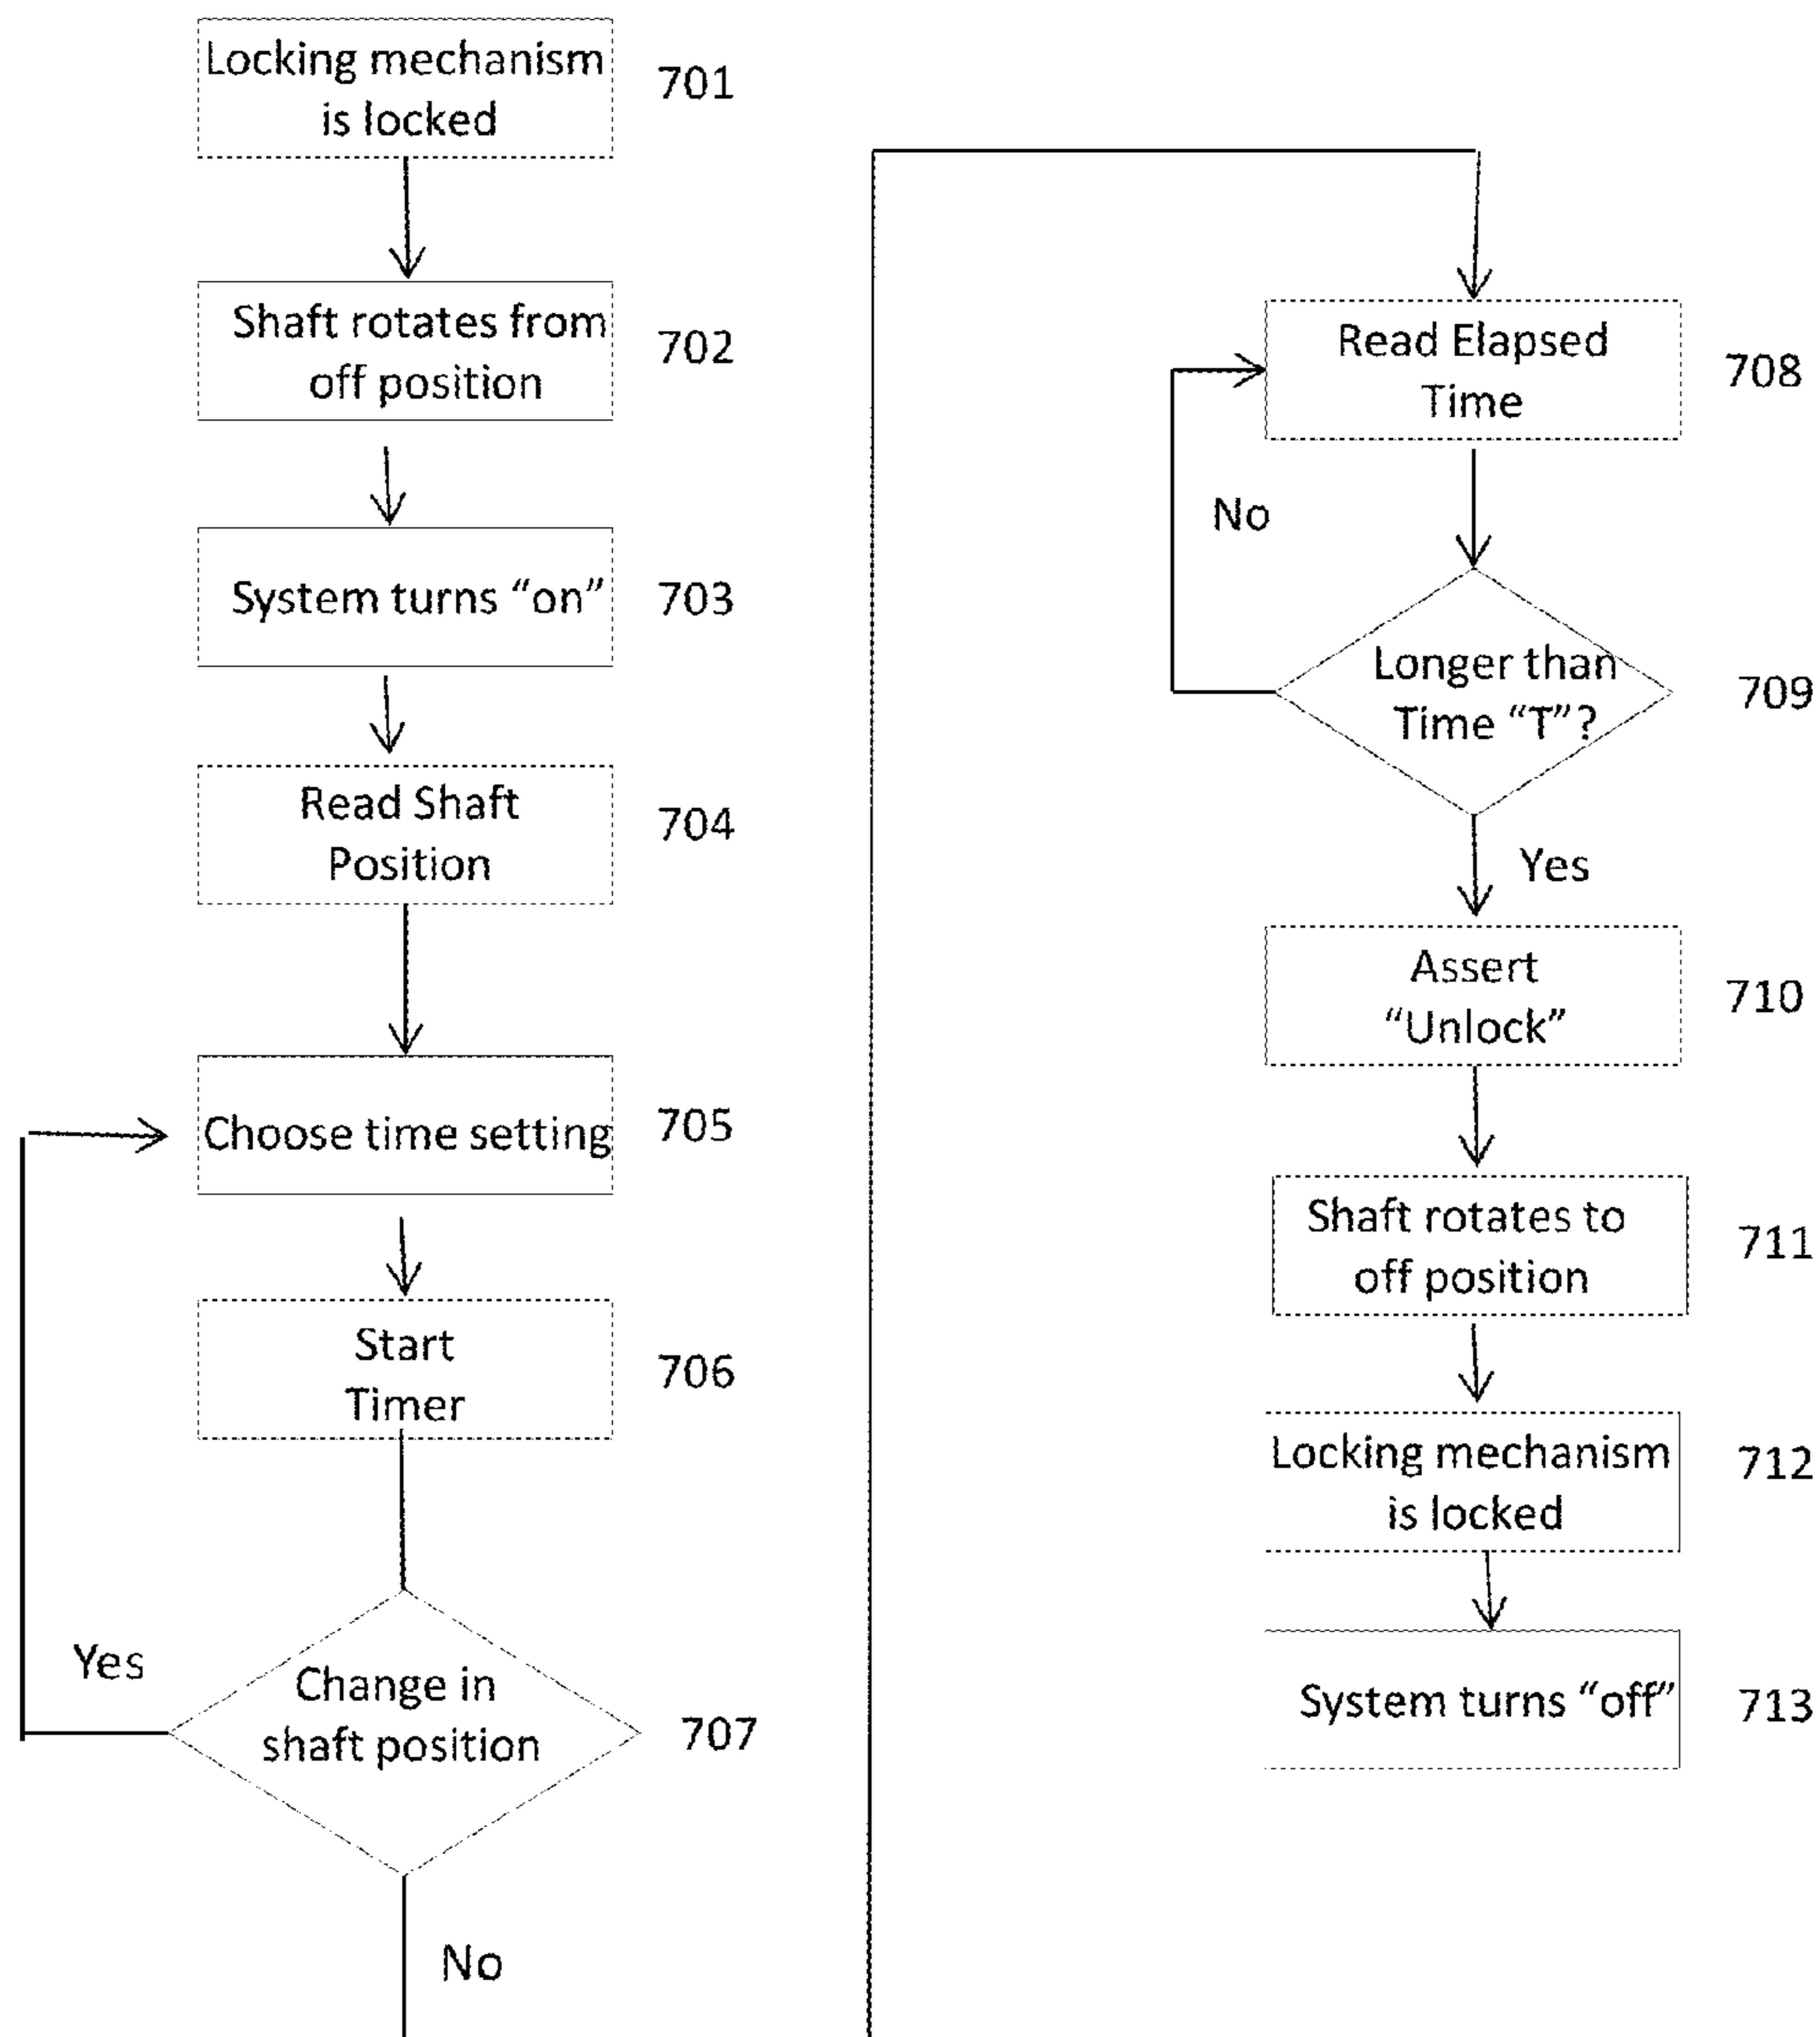 Locking mechanism
is locked
701
Shaft rotates from
off position
702
System turns “on”
703
Read Shaft
Position
704
Choose time setting
705
Start
Timer
706
Yes
Change in
shaft position
707
No
Read Elapsed
Time
708
No
Longer than
Time “T”?
709
Yes
Assert
“Unlock”
710
Shaft rotates to
off position
711
Locking mechanism
is locked
712
System turns “off”
713